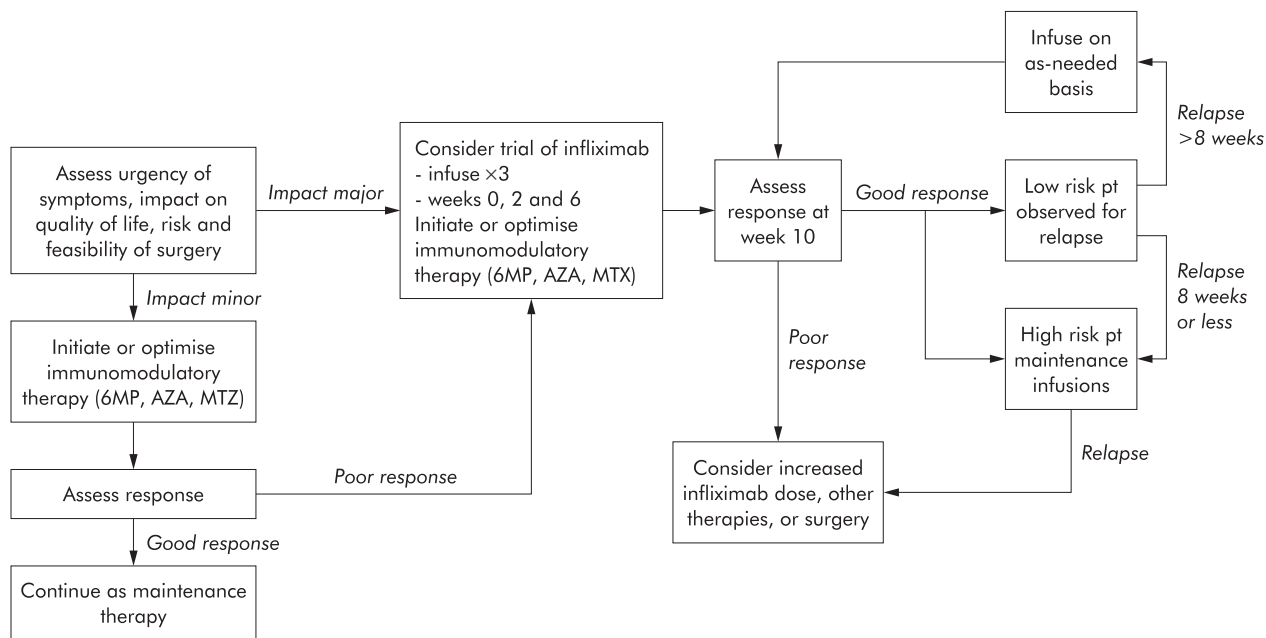 Assess urgency of
symptoms, impact on
quality of life, risk and
feasibility of surgery
Impact major
Impact minor
Initiate or optimise
immunomodulatory
therapy (6MP, AZA, MTZ)
Assess response
Poor response
Good response
Continue as maintenance
therapy
Consider trial of infliximab
- infuse ×3
- weeks 0, 2 and 6
Initiate or optimise
immunomodulatory
therapy (6MP, AZA, MTX)
Assess
response at
week 10
Good response
Poor
response
Consider increased
infliximab dose, other
therapies, or surgery
Infuse on
as-needed
basis
Relapse
>8 weeks
Low risk pt
observed for
relapse
Relapse
8 weeks
or less
High risk pt
maintenance
infusions
Relapse